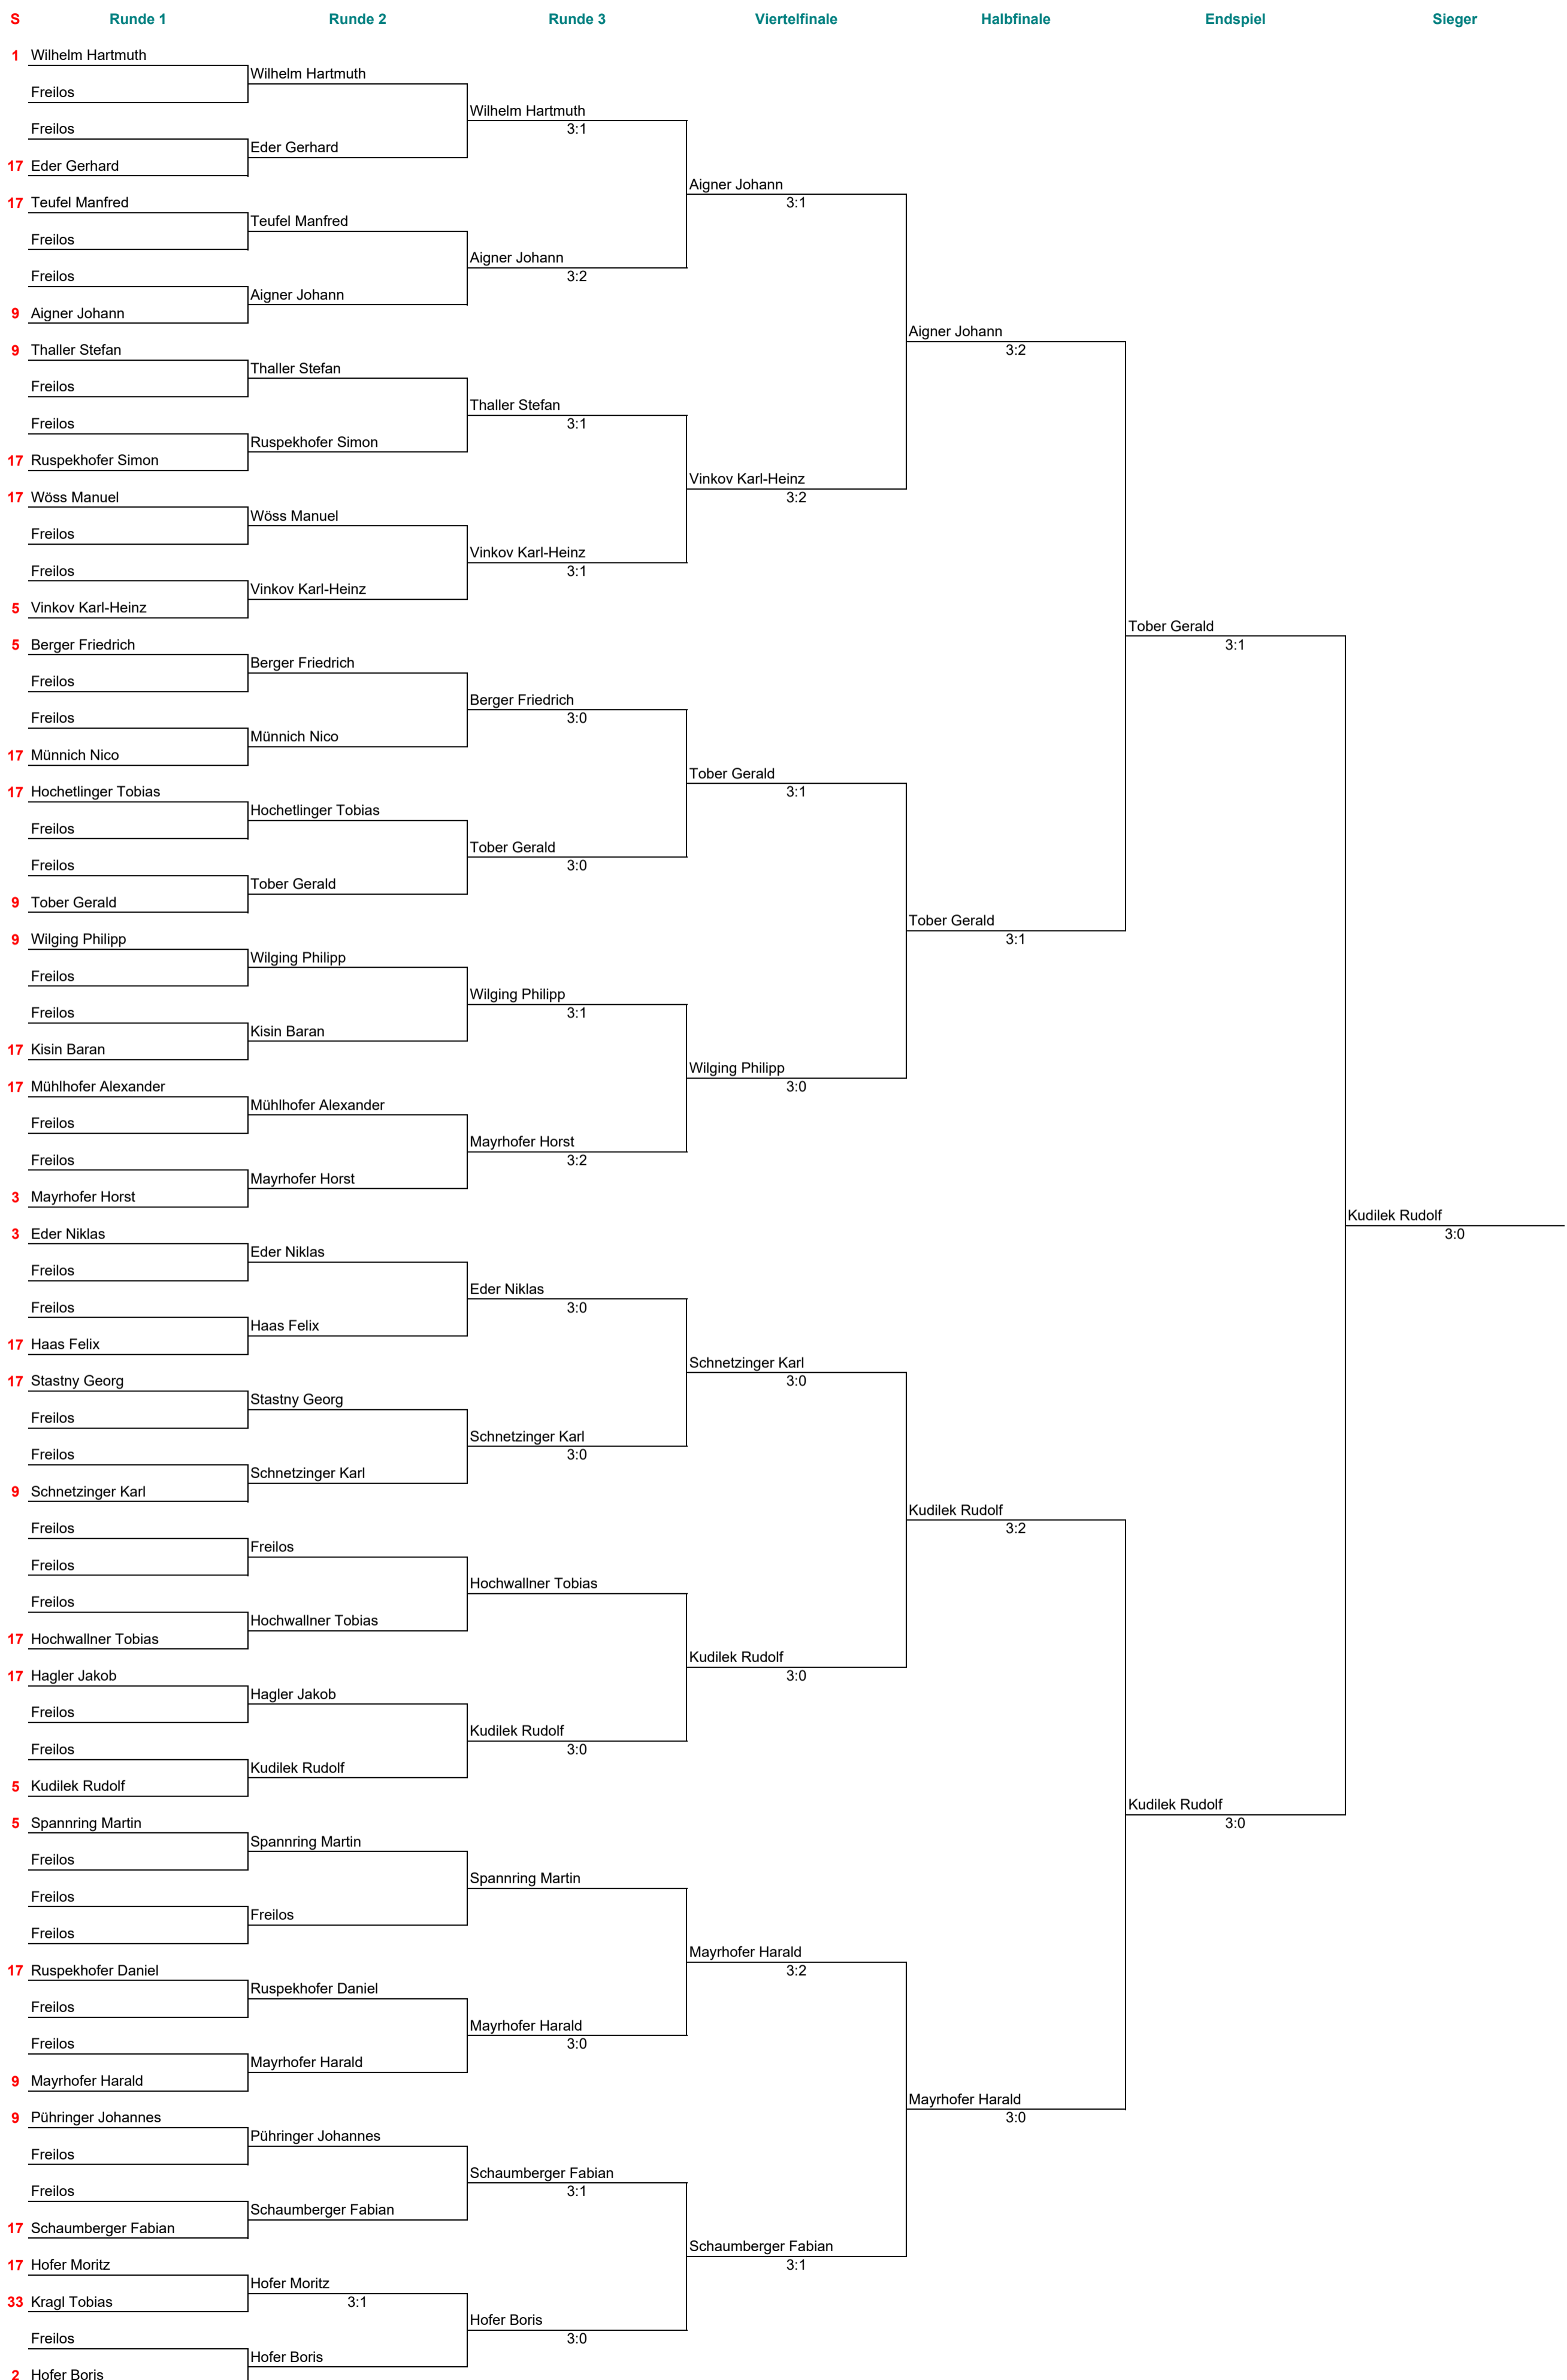 S Runde 1 Runde 2 Runde 3 Viertelfinale Halbfinale Endspiel Sieger
1 Wilhelm Hartmuth
Wilhelm Hartmuth
Freilos
Wilhelm Hartmuth
3:1
Freilos
Eder Gerhard
17 Eder Gerhard
Aigner Johann
3:1
17 Teufel Manfred
Teufel Manfred
Freilos
Aigner Johann
3:2
Freilos
Aigner Johann
9 Aigner Johann
Aigner Johann
3:2
9 Thaller Stefan
Thaller Stefan
Freilos
Thaller Stefan
3:1
Freilos
Ruspekhofer Simon
17 Ruspekhofer Simon
Vinkov Karl-Heinz
3:2
17 Wöss Manuel
Wöss Manuel
Freilos
Vinkov Karl-Heinz
3:1
Freilos
Vinkov Karl-Heinz
5 Vinkov Karl-Heinz
Tober Gerald
3:1
5 Berger Friedrich
Berger Friedrich
Freilos
Berger Friedrich
3:0
Freilos
Münnich Nico
17 Münnich Nico
Tober Gerald
3:1
17 Hochetlinger Tobias
Hochetlinger Tobias
Freilos
Tober Gerald
3:0
Freilos
Tober Gerald
9 Tober Gerald
Tober Gerald
3:1
9 Wilging Philipp
Wilging Philipp
Freilos
Wilging Philipp
3:1
Freilos
Kisin Baran
17 Kisin Baran
Wilging Philipp
3:0
17 Mühlhofer Alexander
Mühlhofer Alexander
Freilos
Mayrhofer Horst
3:2
Freilos
Mayrhofer Horst
3 Mayrhofer Horst
Kudilek Rudolf
3:0
3 Eder Niklas
Eder Niklas
Freilos
Eder Niklas
3:0
Freilos
Haas Felix
17 Haas Felix
Schnetzinger Karl
3:0
17 Stastny Georg
Stastny Georg
Freilos
Schnetzinger Karl
3:0
Freilos
Schnetzinger Karl
9 Schnetzinger Karl
Kudilek Rudolf
3:2
Freilos
Freilos
Freilos
Hochwallner Tobias
Freilos
Hochwallner Tobias
17 Hochwallner Tobias
Kudilek Rudolf
3:0
17 Hagler Jakob
Hagler Jakob
Freilos
Kudilek Rudolf
3:0
Freilos
Kudilek Rudolf
5 Kudilek Rudolf
Kudilek Rudolf
3:0
5 Spannring Martin
Spannring Martin
Freilos
Spannring Martin
Freilos
Freilos
Freilos
Mayrhofer Harald
3:2
17 Ruspekhofer Daniel
Ruspekhofer Daniel
Freilos
Mayrhofer Harald
3:0
Freilos
Mayrhofer Harald
9 Mayrhofer Harald
Mayrhofer Harald
3:0
9 Pühringer Johannes
Pühringer Johannes
Freilos
Schaumberger Fabian
3:1
Freilos
Schaumberger Fabian
17 Schaumberger Fabian
Schaumberger Fabian
3:1
17 Hofer Moritz
Hofer Moritz
3:1
33 Kragl Tobias
Hofer Boris
3:0
Freilos
Hofer Boris
2 Hofer Boris